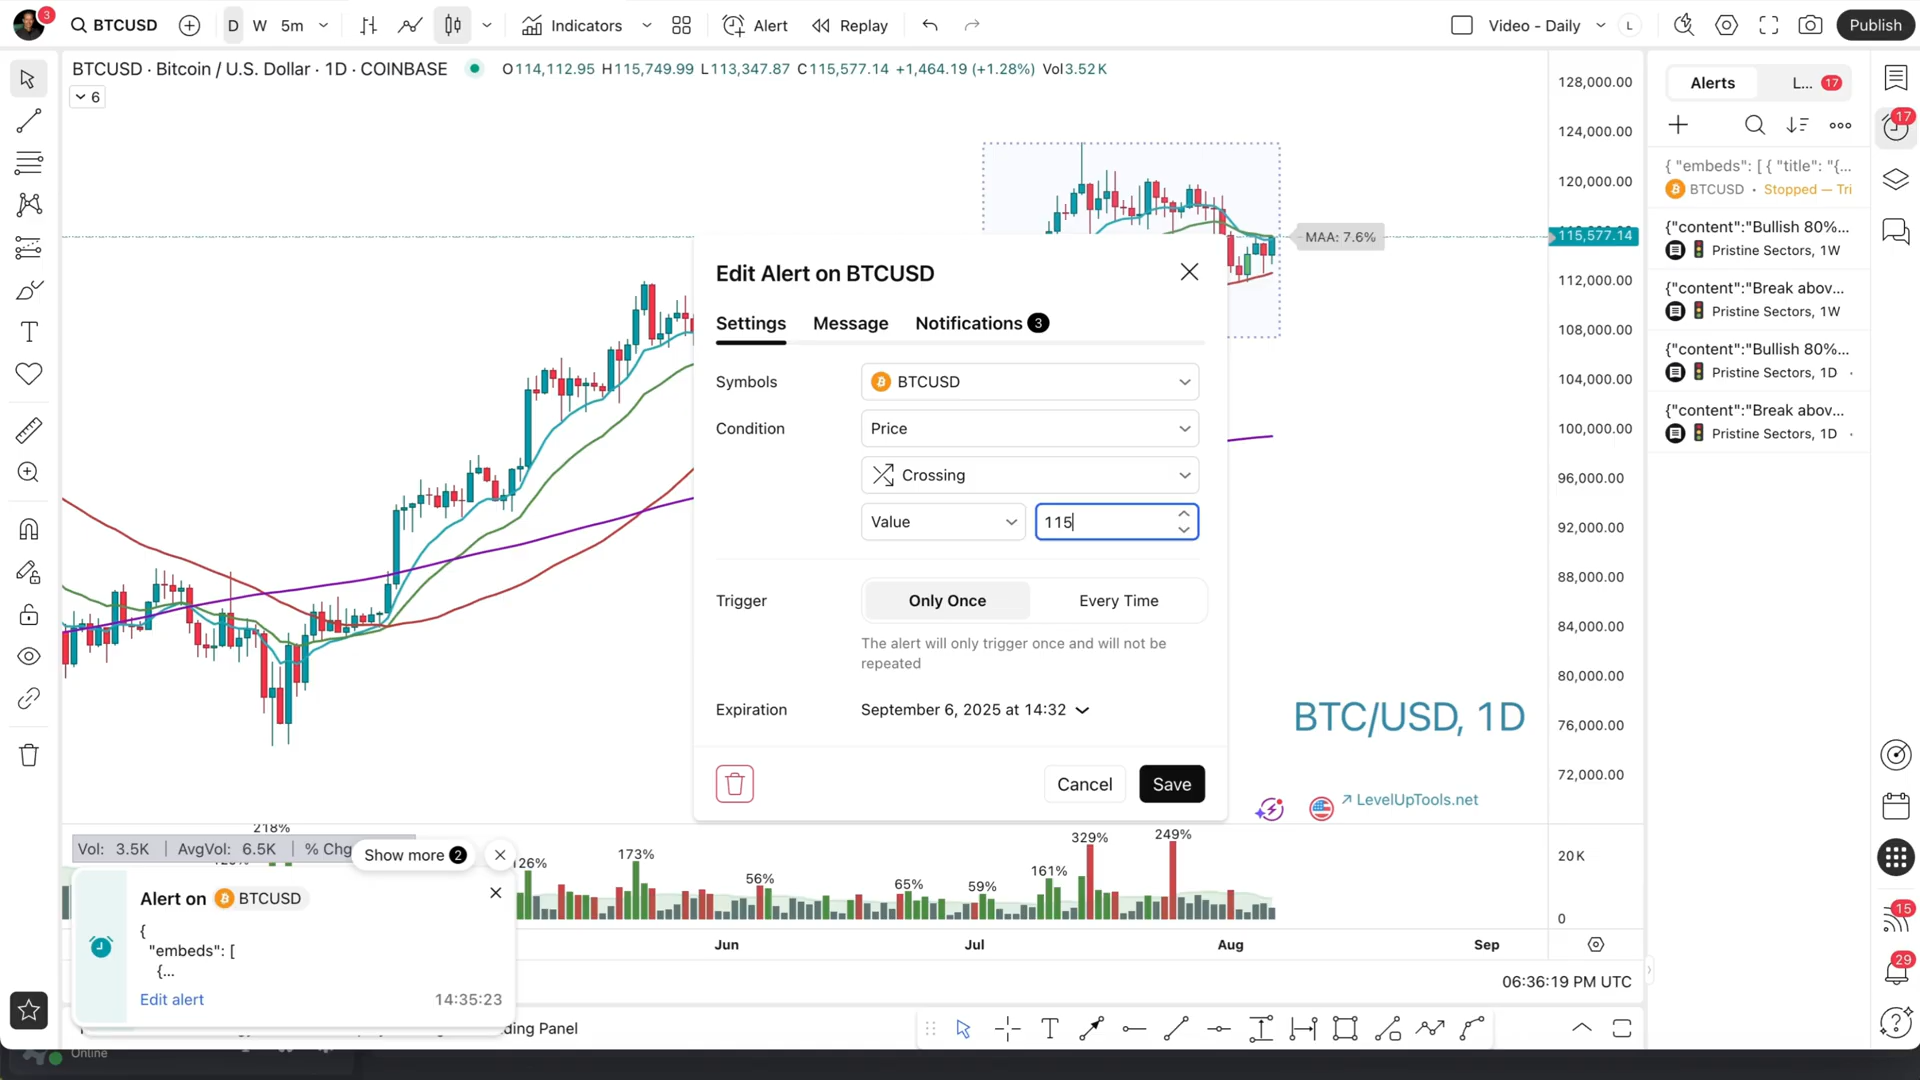 3
BTCUSD
D
W
5m
Indicators
Alert
Replay
Video - Daily
L
Publish
BTCUSD · Bitcoin / U.S. Dollar · 1D · COINBASE
O114,112.95 H115,749.99 L113,347.87 C115,577.14 +1,464.19 (+1.28%) Vol3.52 K
6
128,000.00
124,000.00
120,000.00
115,577.14
112,000.00
108,000.00
104,000.00
100,000.00
96,000.00
92,000.00
88,000.00
84,000.00
80,000.00
76,000.00
72,000.00
MAA: 7.6%
Edit Alert on BTCUSD
Settings
Message
Notifications 3
Symbols
BTCUSD
Condition
Price
Crossing
Value
115
Trigger
Only Once
Every Time
The alert will only trigger once and will not be
repeated
Expiration
September 6, 2025 at 14:32
Cancel
Save
BTC/USD, 1D
LevelUpTools.net
Alerts
L... 17
{ "embeds": [ { "title": "{...
BTCUSD · Stopped — Tri
{"content":"Bullish 80%...
Pristine Sectors, 1W
{"content":"Break abov...
Pristine Sectors, 1W
{"content":"Bullish 80%...
Pristine Sectors, 1D ·
{"content":"Break abov...
Pristine Sectors, 1D ·
17
15
29
218%
Vol: 3.5K | AvgVol: 6.5K | % Chg
Show more 2
126%
173%
56%
65%
59%
161%
329%
249%
20 K
0
Alert on BTCUSD
{
"embeds": [
{...
Edit alert
14:35:23
Jun
Jul
Aug
Sep
06:36:19 PM UTC
ding Panel
Online